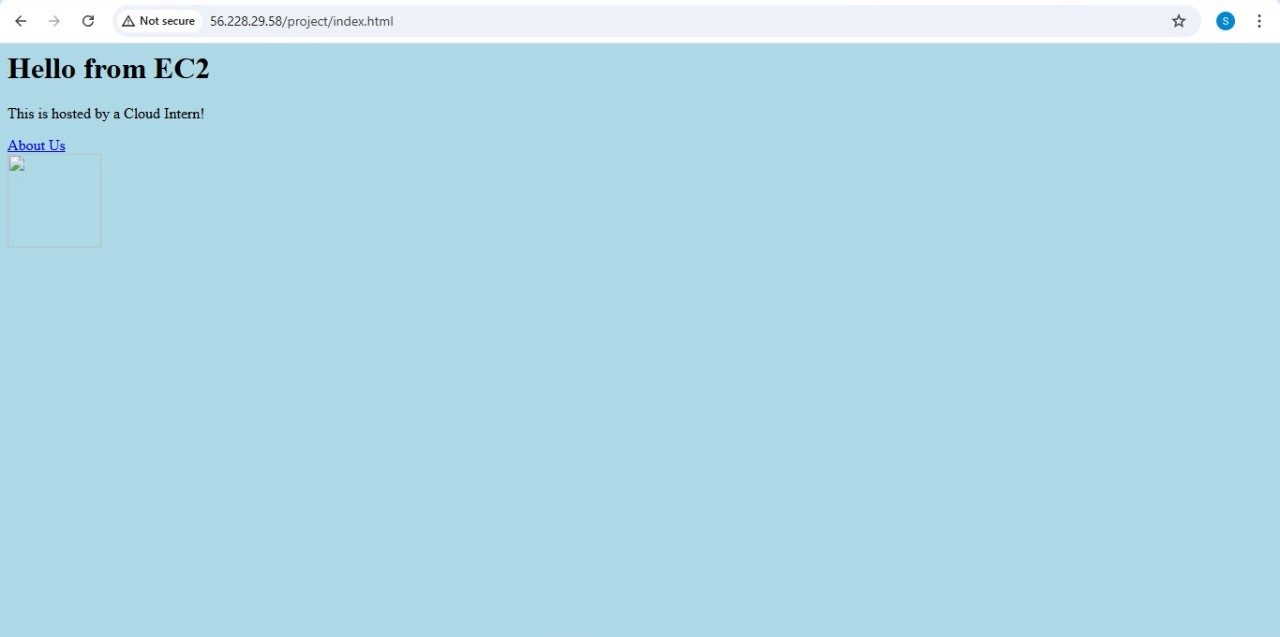 Not secure 56.228.29.58/project/index.html S
Hello from EC2
This is hosted by a Cloud Intern!
About Us